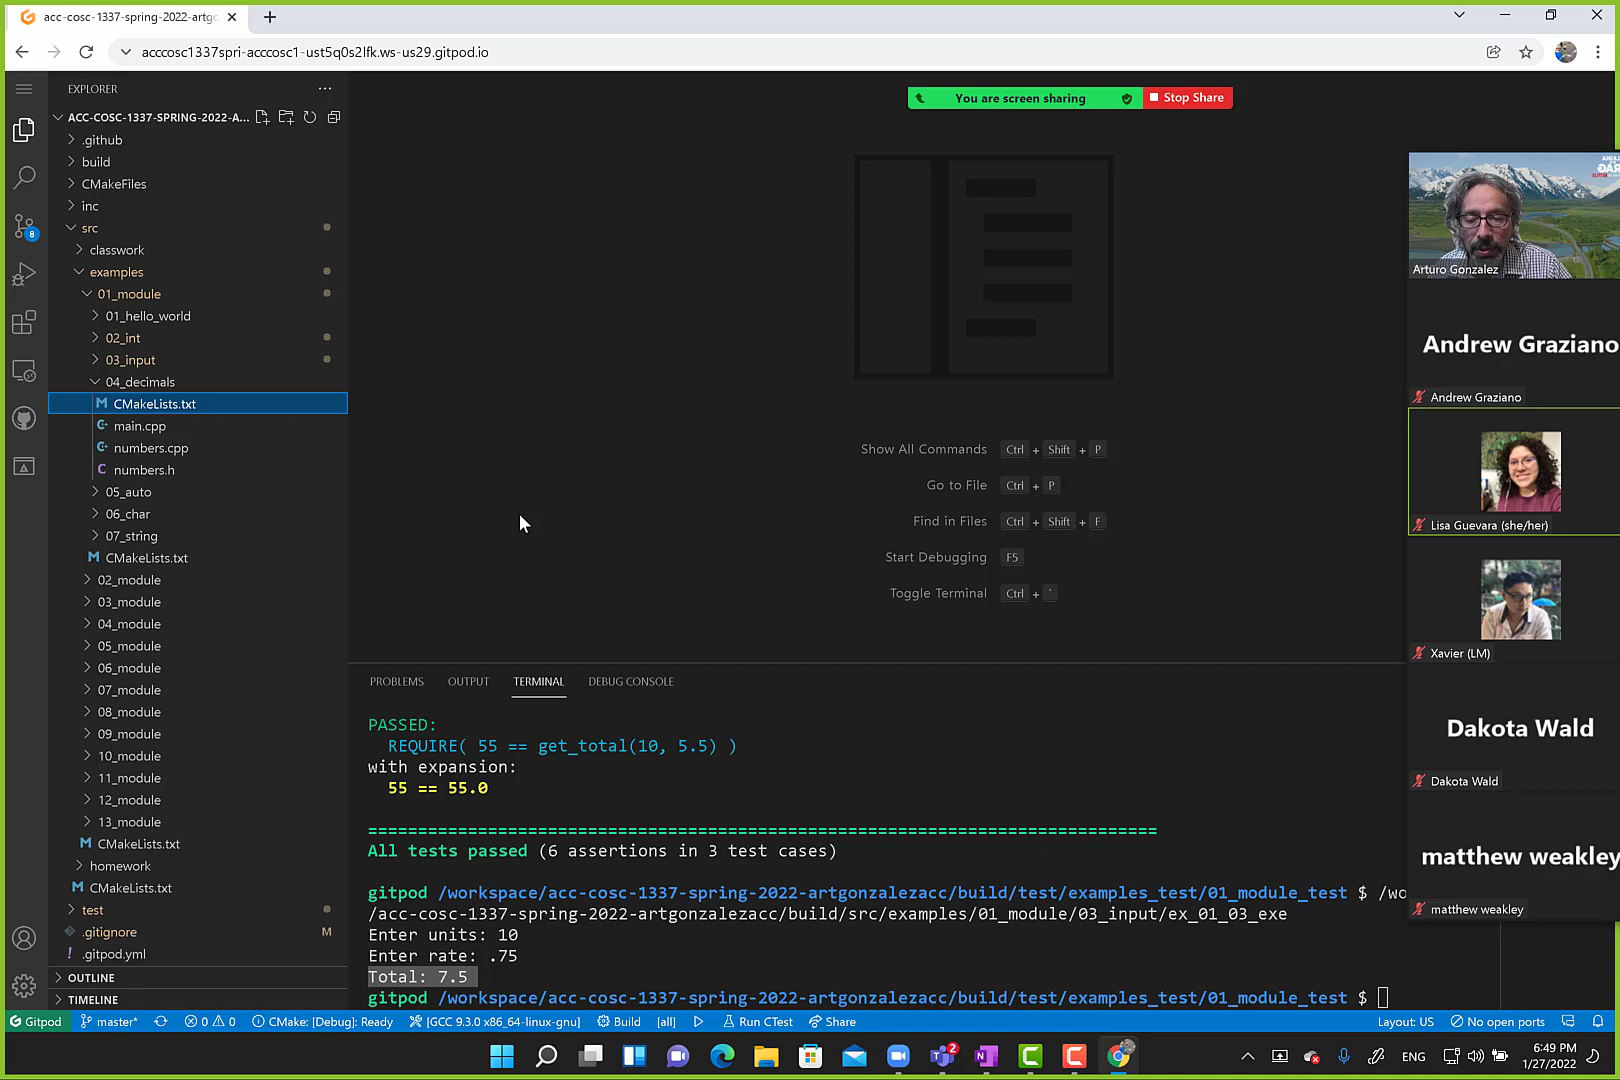 acc-cosc-1337-spring-2022-artgo
acccosc1337spri-acccosc1-ust5q0s2lfk.ws-us29.gitpod.io
EXPLORER
ACC-COSC-1337-SPRING-2022-A...
.github
build
CMakeFiles
inc
src
classwork
examples
01_module
01_hello_world
02_int
03_input
04_decimals
CMakeLists.txt
main.cpp
numbers.cpp
numbers.h
05_auto
06_char
07_string
CMakeLists.txt
02_module
03_module
04_module
05_module
06_module
07_module
08_module
09_module
10_module
11_module
12_module
13_module
CMakeLists.txt
homework
CMakeLists.txt
test
.gitignore M
.gitpod.yml
OUTLINE
TIMELINE
8
You are screen sharing Stop Share
Show All Commands Ctrl + Shift + P
Go to File Ctrl + P
Find in Files Ctrl + Shift + F
Start Debugging F5
Toggle Terminal Ctrl + `
PROBLEMS OUTPUT TERMINAL DEBUG CONSOLE
PASSED:
REQUIRE( 55 == get_total(10, 5.5) )
with expansion:
55 == 55.0
===============================================================================
All tests passed (6 assertions in 3 test cases)
gitpod /workspace/acc-cosc-1337-spring-2022-artgonzalezacc/build/test/examples_test/01_module_test $ /wo
/acc-cosc-1337-spring-2022-artgonzalezacc/build/src/examples/01_module/03_input/ex_01_03_exe
Enter units: 10
Enter rate: .75
Total: 7.5
gitpod /workspace/acc-cosc-1337-spring-2022-artgonzalezacc/build/test/examples_test/01_module_test $
Arturo Gonzalez
Andrew Graziano
Andrew Graziano
Lisa Guevara (she/her)
Xavier (LM)
Dakota Wald
Dakota Wald
matthew weakley
matthew weakley
Gitpod master* 0 0 CMake: [Debug]: Ready [GCC 9.3.0 x86_64-linux-gnu] Build [all] Run CTest Share Layout: US No open ports
2
ENG
6:49 PM
1/27/2022